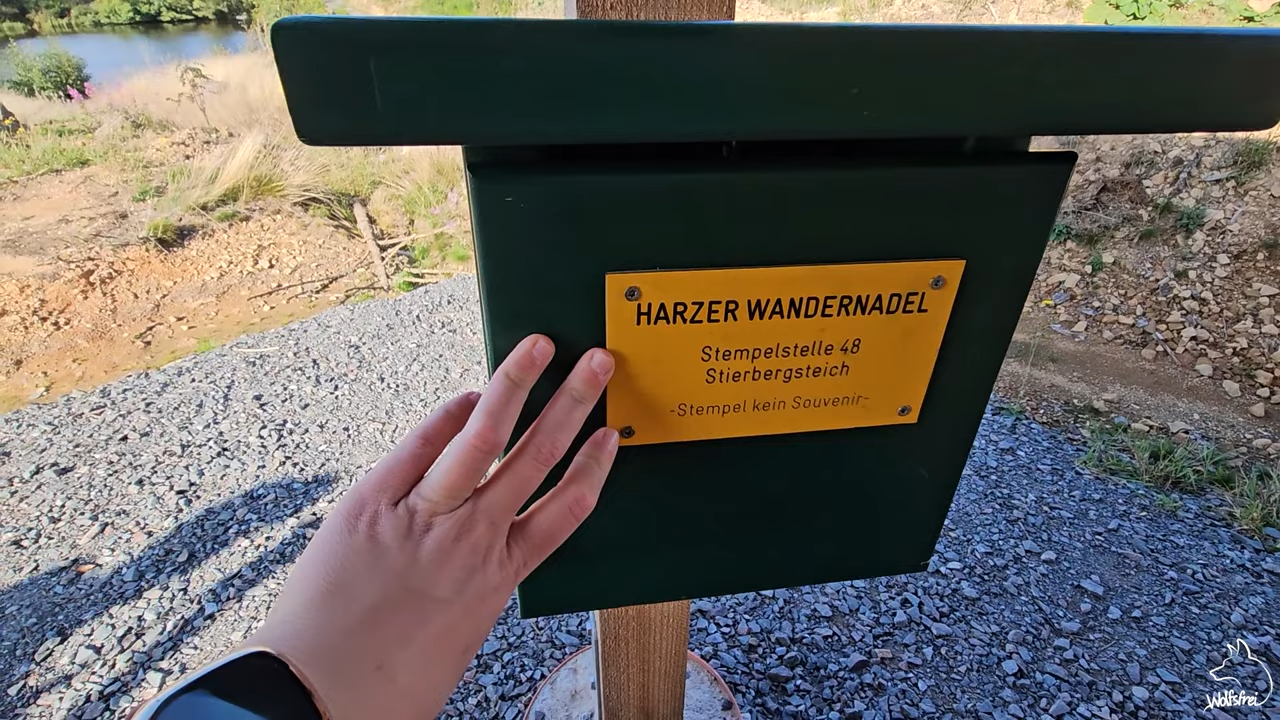 HARZER WANDERNADEL
Stempelstelle 48
Stierbergsteich
-Stempel kein Souvenir-
Wolfsfrei